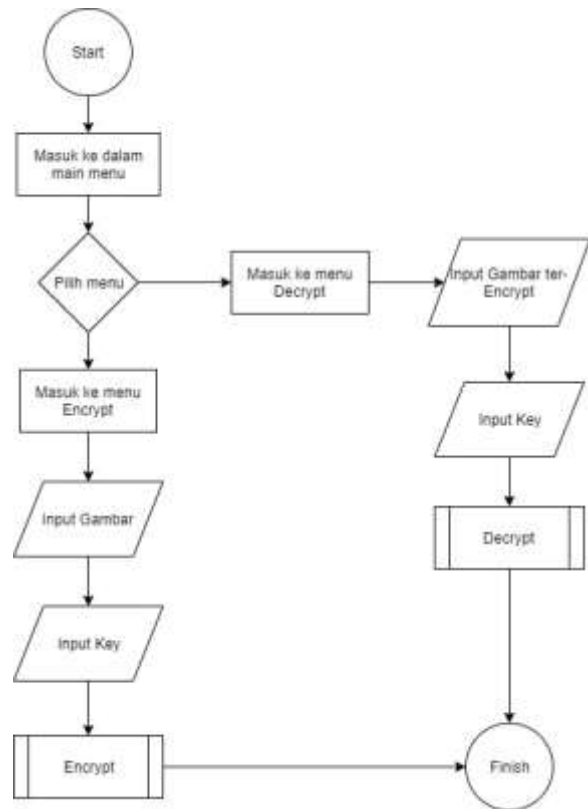 Start
Masuk ke dalam
main menu
Pilih menu
Masuk ke menu
Decrypt
Input Gambar ter-
Encrypt
Masuk ke menu
Encrypt
Input Key
Input Gambar
Decrypt
Input Key
Encrypt
Finish